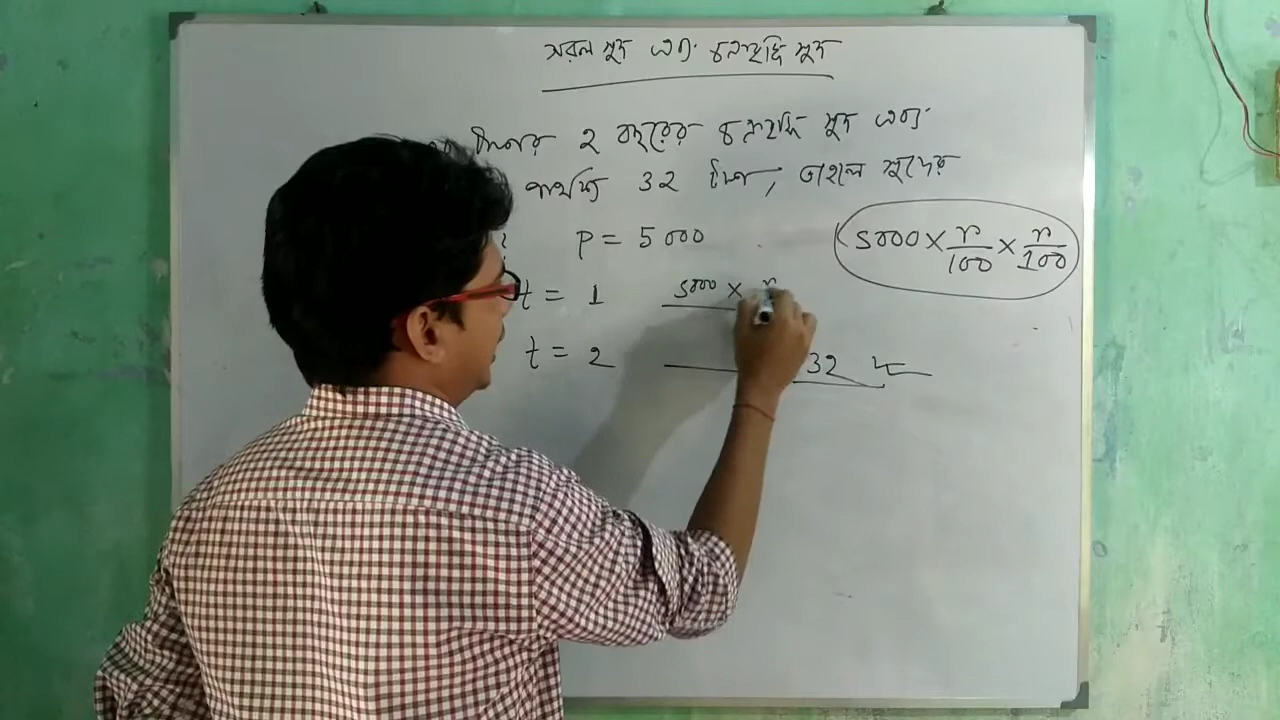 সরল সুদ এবং চক্রবৃদ্ধি সুদ
টাকার 2 বছরের চক্রবৃদ্ধি সুদ এবং
পার্থক্য 32 টাকা, তাহলে সুদের
P = 5000
5000 × r/100 × r/100
t = 1 5000 × r
t = 2 32